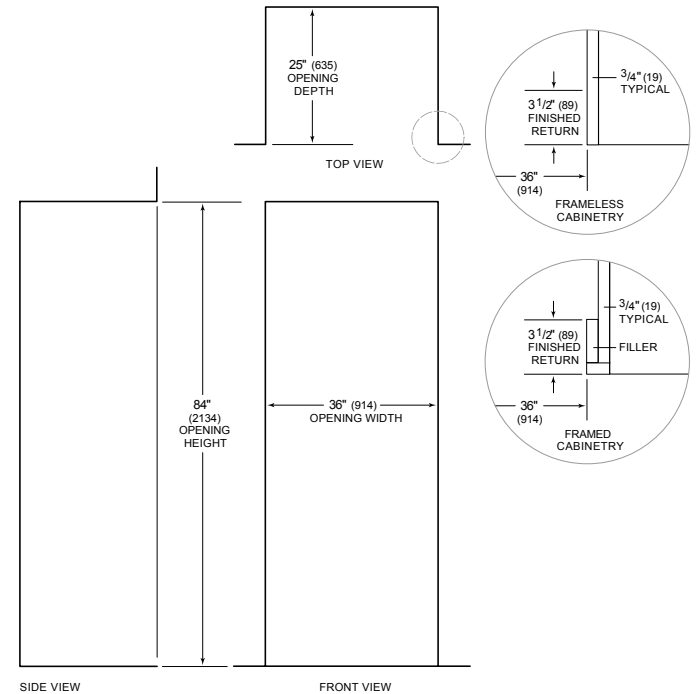 25" (635)
OPENING
DEPTH
TOP VIEW
3/4" (19)
TYPICAL
3 1/2" (89)
FINISHED
RETURN
36"
(914)
FRAMELESS
CABINETRY
3/4" (19)
TYPICAL
3 1/2" (89)
FINISHED
RETURN
FILLER
36"
(914)
FRAMED
CABINETRY
84"
(2134)
OPENING
HEIGHT
36" (914)
OPENING WIDTH
SIDE VIEW
FRONT VIEW